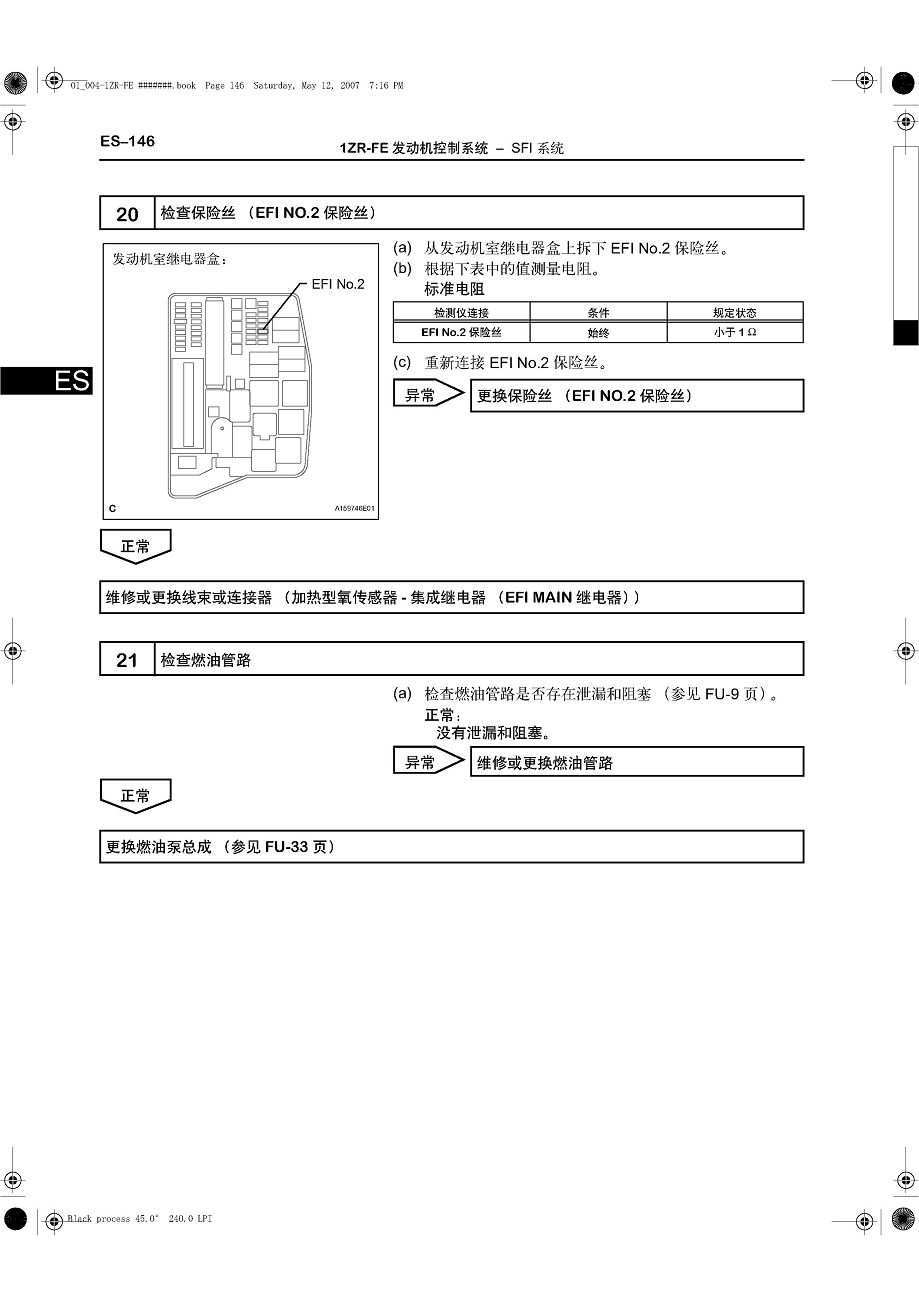 01_004-1ZR-FE #######.book Page 146 Saturday, May 12, 2007 7:16 PM
ES–146
1ZR-FE 发动机控制系统 – SFI 系统
20 检查保险丝 （EFI NO.2 保险丝）
发动机室继电器盒：
EFI No.2
C
A159746E01
(a) 从发动机室继电器盒上拆下 EFI No.2 保险丝。
(b) 根据下表中的值测量电阻。
标准电阻
检测仪连接 条件 规定状态
EFI No.2 保险丝 始终 小于 1 Ω
(c) 重新连接 EFI No.2 保险丝。
异常 更换保险丝 （EFI NO.2 保险丝）
ES
正常
维修或更换线束或连接器 （加热型氧传感器 - 集成继电器 （EFI MAIN 继电器））
21 检查燃油管路
(a) 检查燃油管路是否存在泄漏和阻塞 （参见 FU-9 页）。
正常：
没有泄漏和阻塞。
异常 维修或更换燃油管路
正常
更换燃油泵总成 （参见 FU-33 页）
Black process 45.0° 240.0 LPI